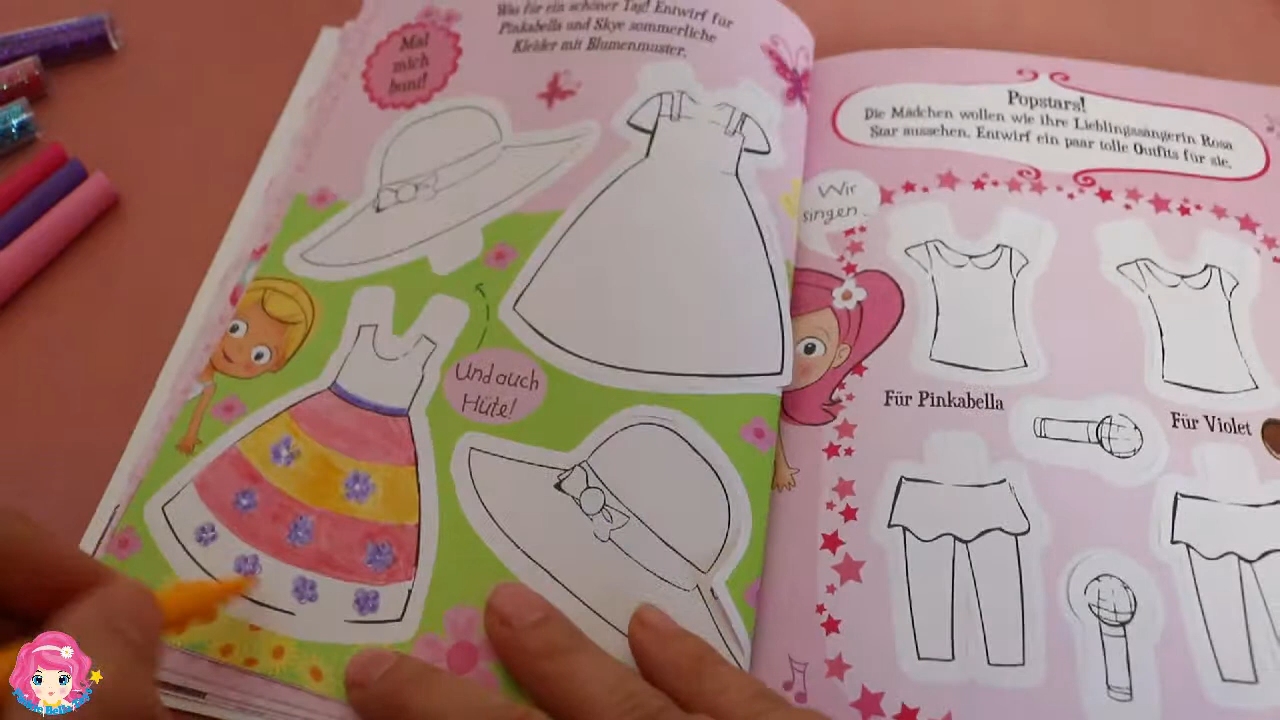 Was für ein schöner Tag! Entwirf für
Pinkabella und Skye sommerliche
Kleider mit Blumenmuster.
Mal
mich
bunt!
Und auch
Hüte!
Popstars!
Die Mädchen wollen wie ihre Lieblingssängerin Rosa
Star aussehen. Entwirf ein paar tolle Outfits für sie.
Wir
singen.
Für Pinkabella
Für Violet